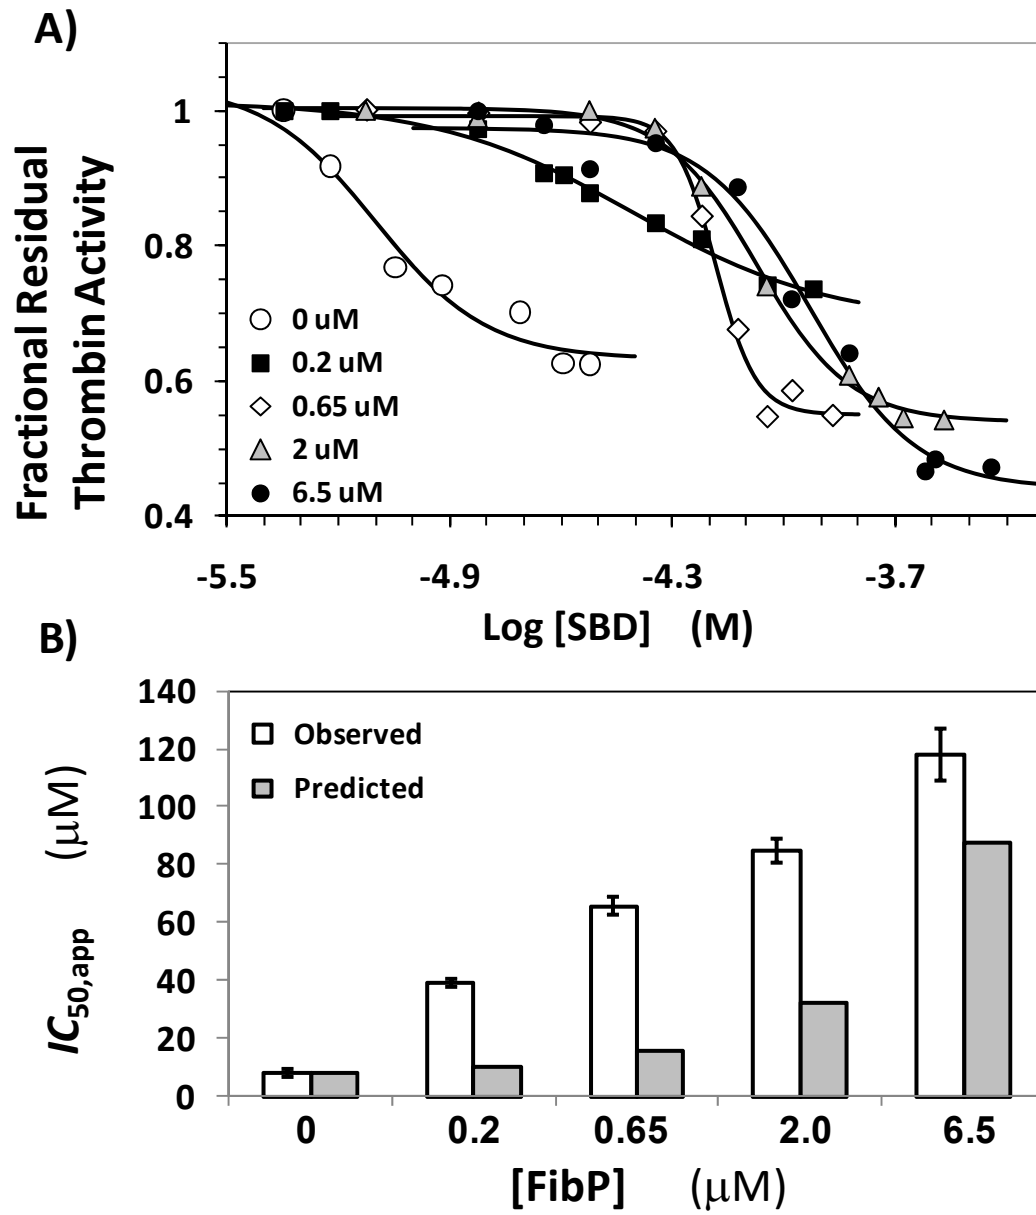 A)
Fractional Residual
Thrombin Activity
1
0.8
0.6
0.4
0 uM
0.2 uM
0.65 uM
2 uM
6.5 uM
-5.5 -4.9 -4.3 -3.7
Log [SBD] (M)
B)
IC50,app (μM)
140
120
100
80
60
40
20
0
Observed
Predicted
0 0.2 0.65 2.0 6.5
[FibP] (μM)